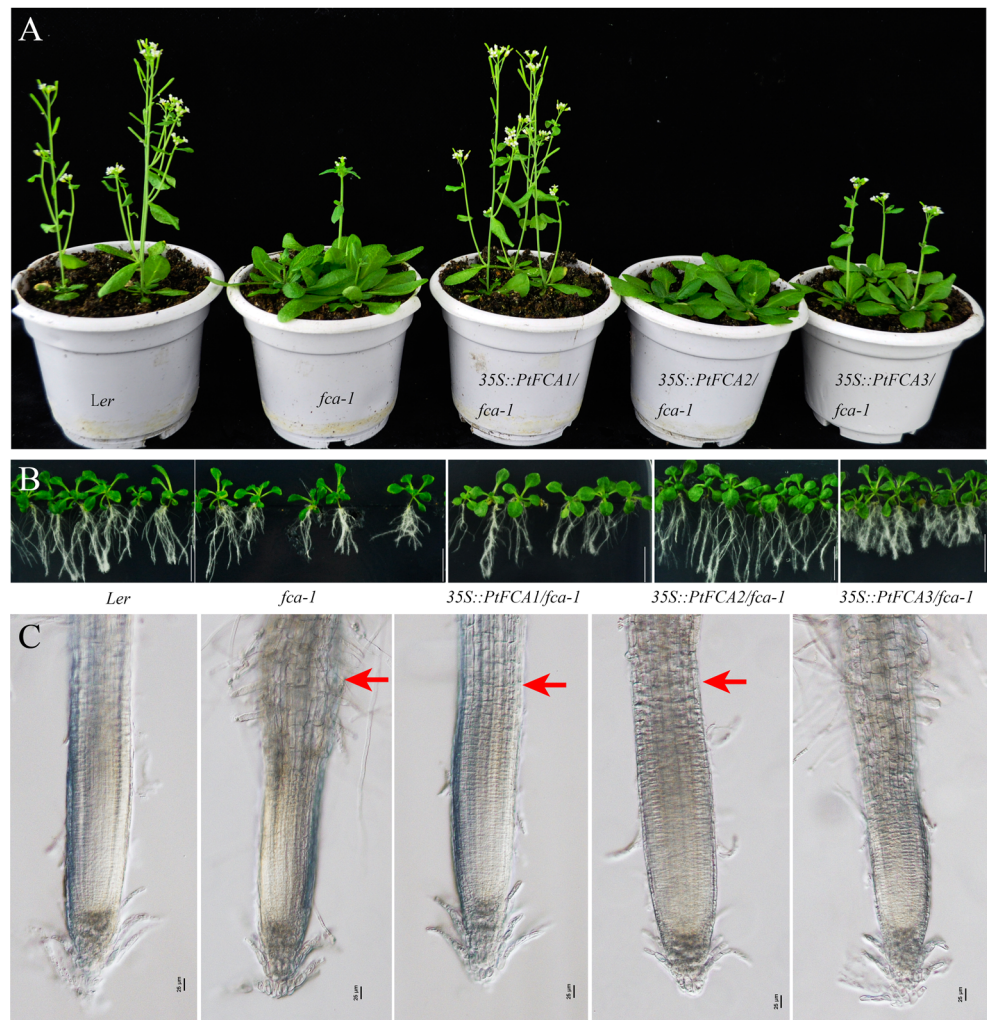 A
Ler
fca-1
35S::PtFCA1/
fca-1
35S::PtFCA2/
fca-1
35S::PtFCA3/
fca-1
B
Ler
fca-1
35S::PtFCA1/fca-1
35S::PtFCA2/fca-1
35S::PtFCA3/fca-1
C
25 μm
25 μm
25 μm
25 μm
25 μm